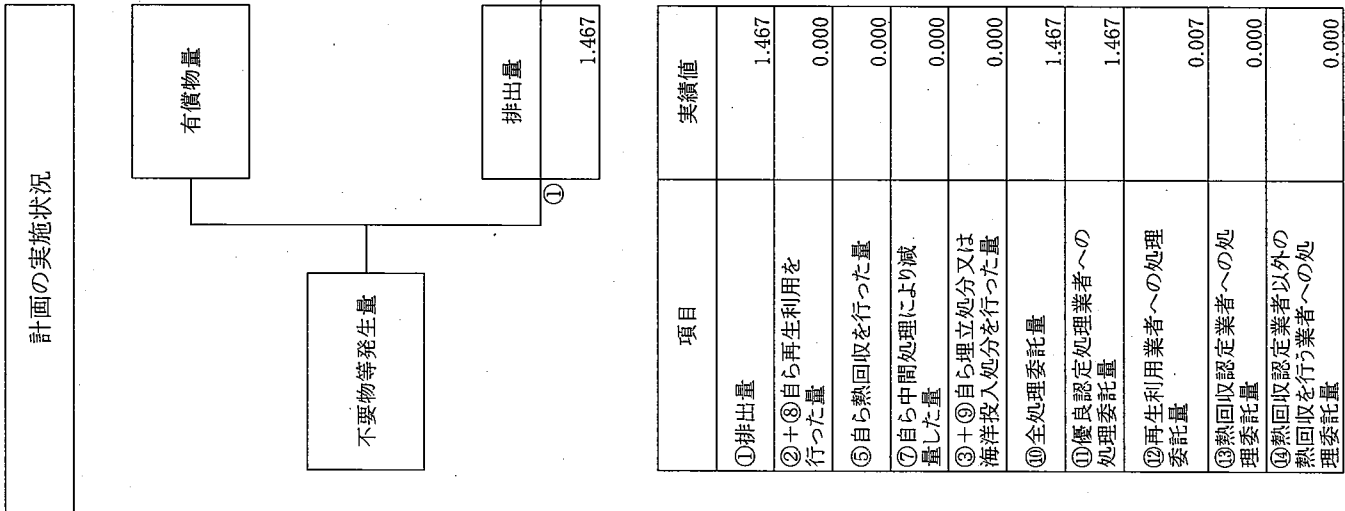 計画の実施状況
有償物量
不要物等発生量
排出量
①
1.467
項目
実績値
①排出量
1.467
②+⑧自ら再生利用を
行った量
0.000
⑤自ら熱回収を行った量
0.000
⑦自ら中間処理により減
量した量
0.000
③+⑨自ら埋立処分又は
海洋投入処分を行った量
0.000
⑩全処理委託量
1.467
⑪優良認定処理業者への
処理委託量
1.467
⑫再生利用業者への処理
委託量
0.007
⑬熱回収認定業者への処
理委託量
0.000
⑭熱回収認定業者以外の
熱回収を行う業者への処
理委託量
0.000